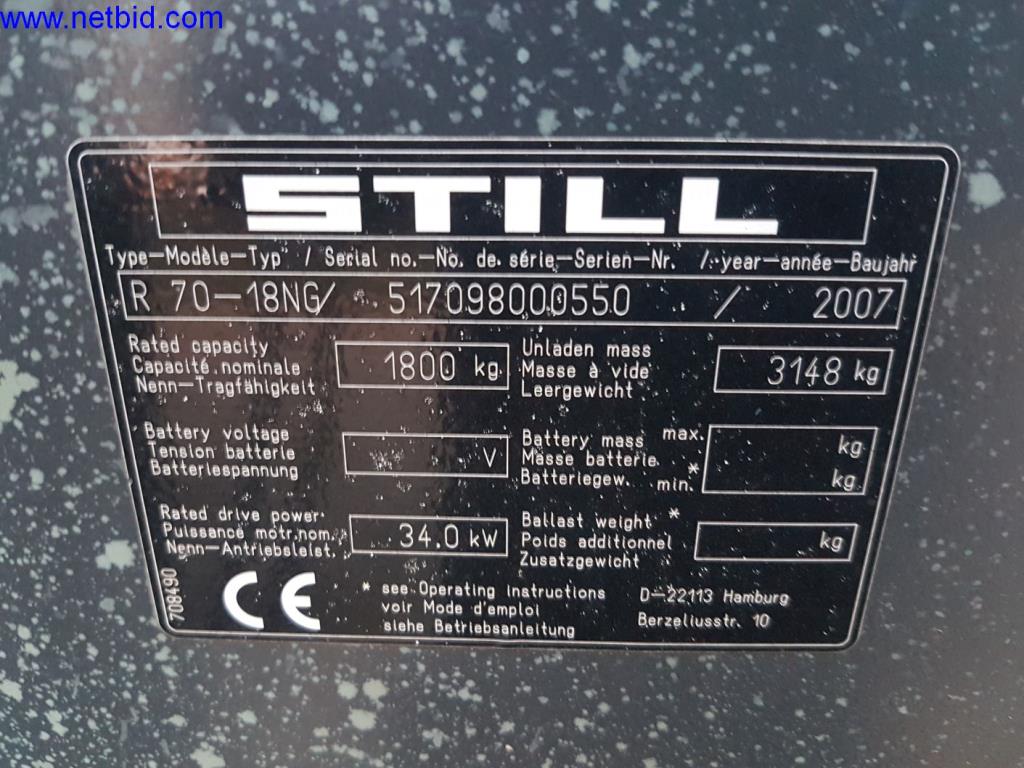 www.netbid.com
STILL
Type-Modèle-Typ / Serial no.-No. de série-Serien-Nr. / year-année-Baujahr
R 70-18NG/ 517098000550 / 2007
Rated capacity
Capacité nominale
Nenn-Tragfähigkeit
1800 kg
Unladen mass
Masse à vide
Leergewicht
3148 kg
Battery voltage
Tension batterie
Batteriespannung
V
Battery mass max.
Masse batterie
Batteriegew. min. *
kg
kg
Rated drive power
Puissance motr.nom.
Nenn-Antriebsleist.
34.0 kW
Ballast weight *
Poids additionnel
Zusatzgewicht
kg
708490
CE
* see Operating instructions
voir Mode d'emploi
siehe Betriebsanleitung
D-22113 Hamburg
Berzeliusstr. 10